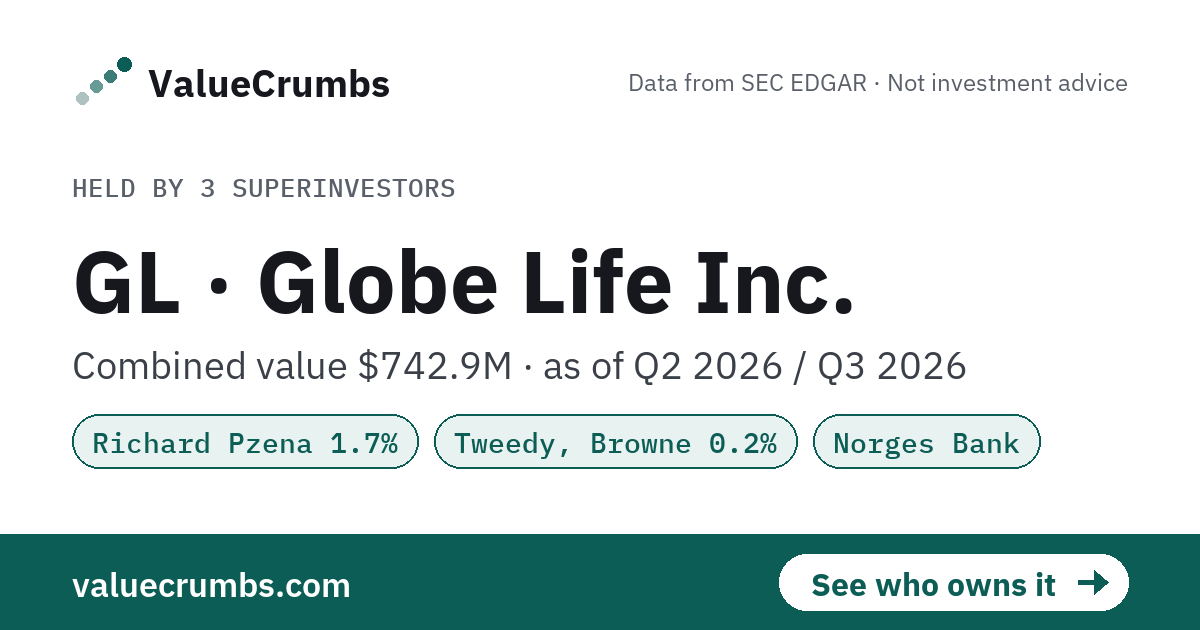 ValueCrumbs
Data from SEC EDGAR · Not investment advice
HELD BY 3 SUPERINVESTORS
GL · Globe Life Inc.
Combined value $742.9M · as of Q2 2026 / Q3 2026
Richard Pzena 1.7%
Tweedy, Browne 0.2%
Norges Bank
valuecrumbs.com
See who owns it →